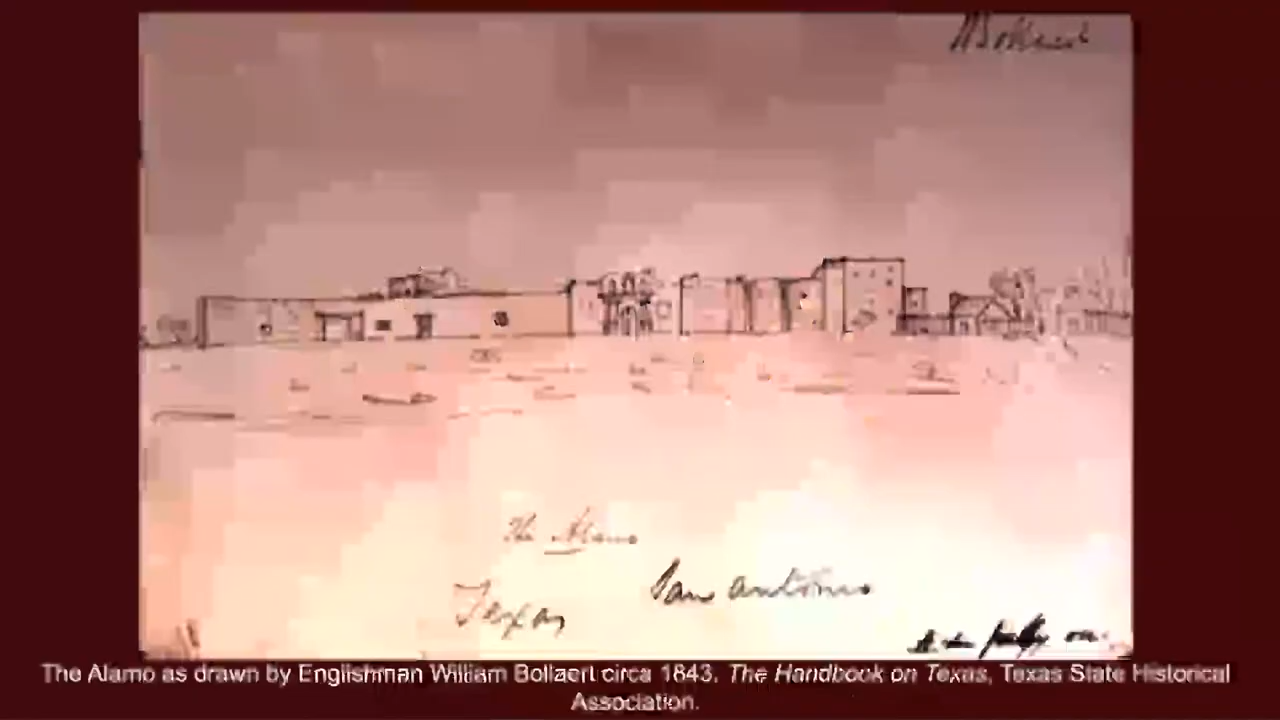 Bollaert
The Alamo
San Antonio
Texas
The Alamo as drawn by Englishman William Bollaert circa 1843. The Handbook on Texas, Texas State Historical
Association.